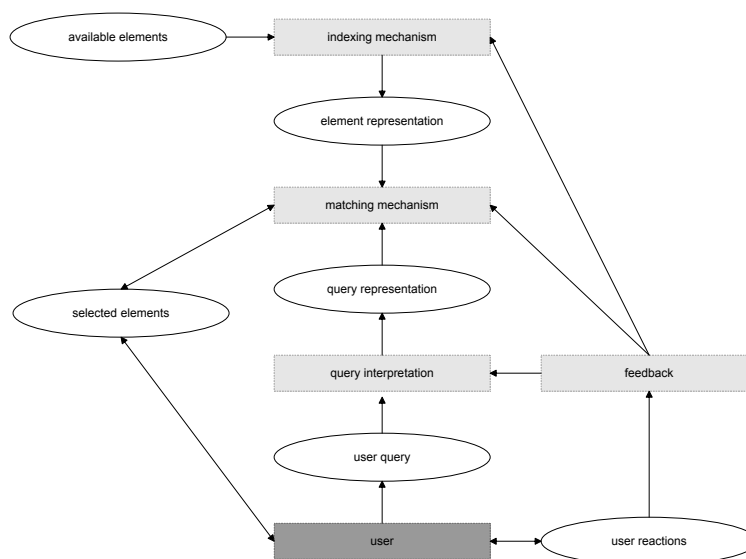 available elements
indexing mechanism
element representation
matching mechanism
query representation
selected elements
query interpretation
feedback
user query
user
user reactions